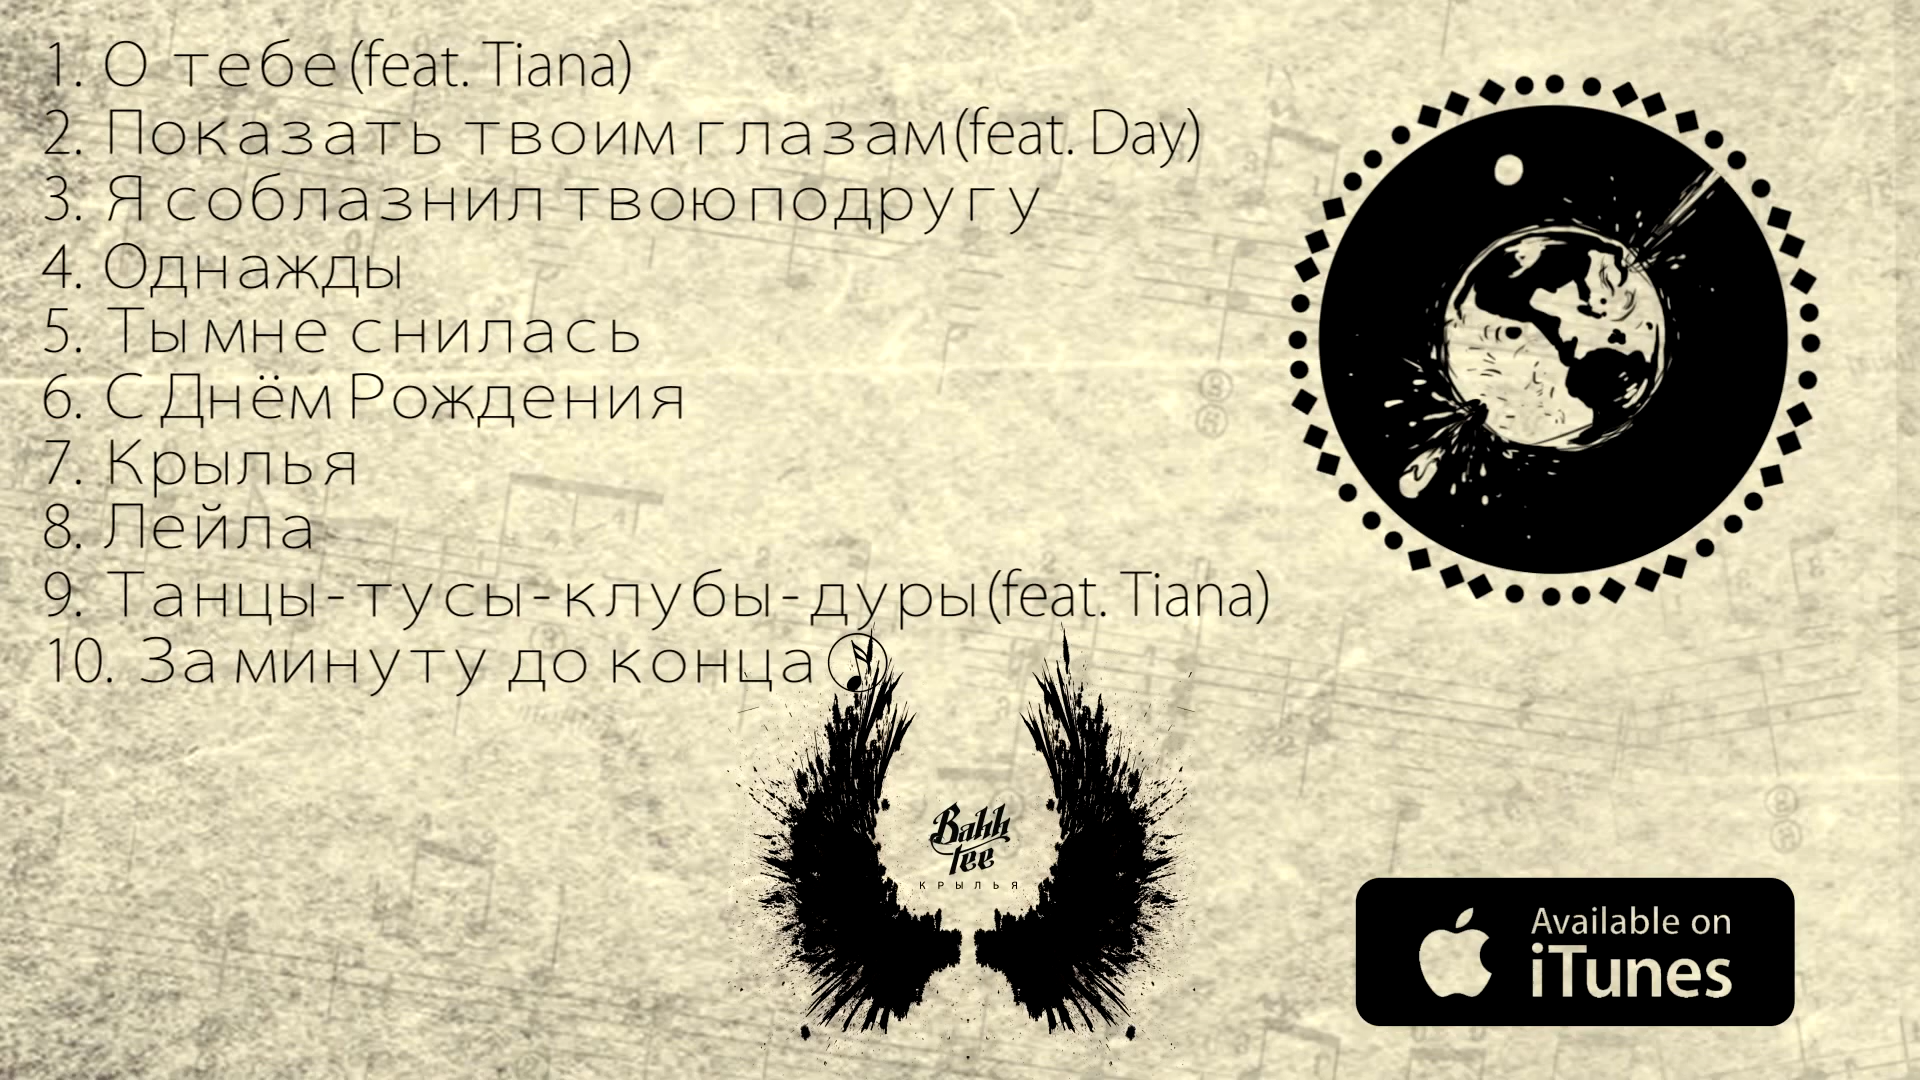 1. О тебе (feat. Tiana)
2. Показать твоим глазам (feat. Day)
3. Я соблазнил твою подругу
4. Однажды
5. Ты мне снилась
6. С Днём Рождения
7. Крылья
8. Лейла
9. Танцы-тусы-клубы-дуры (feat. Tiana)
10. За минуту до конца
Bahh
Tee
КРЫЛЬЯ
Available on
iTunes